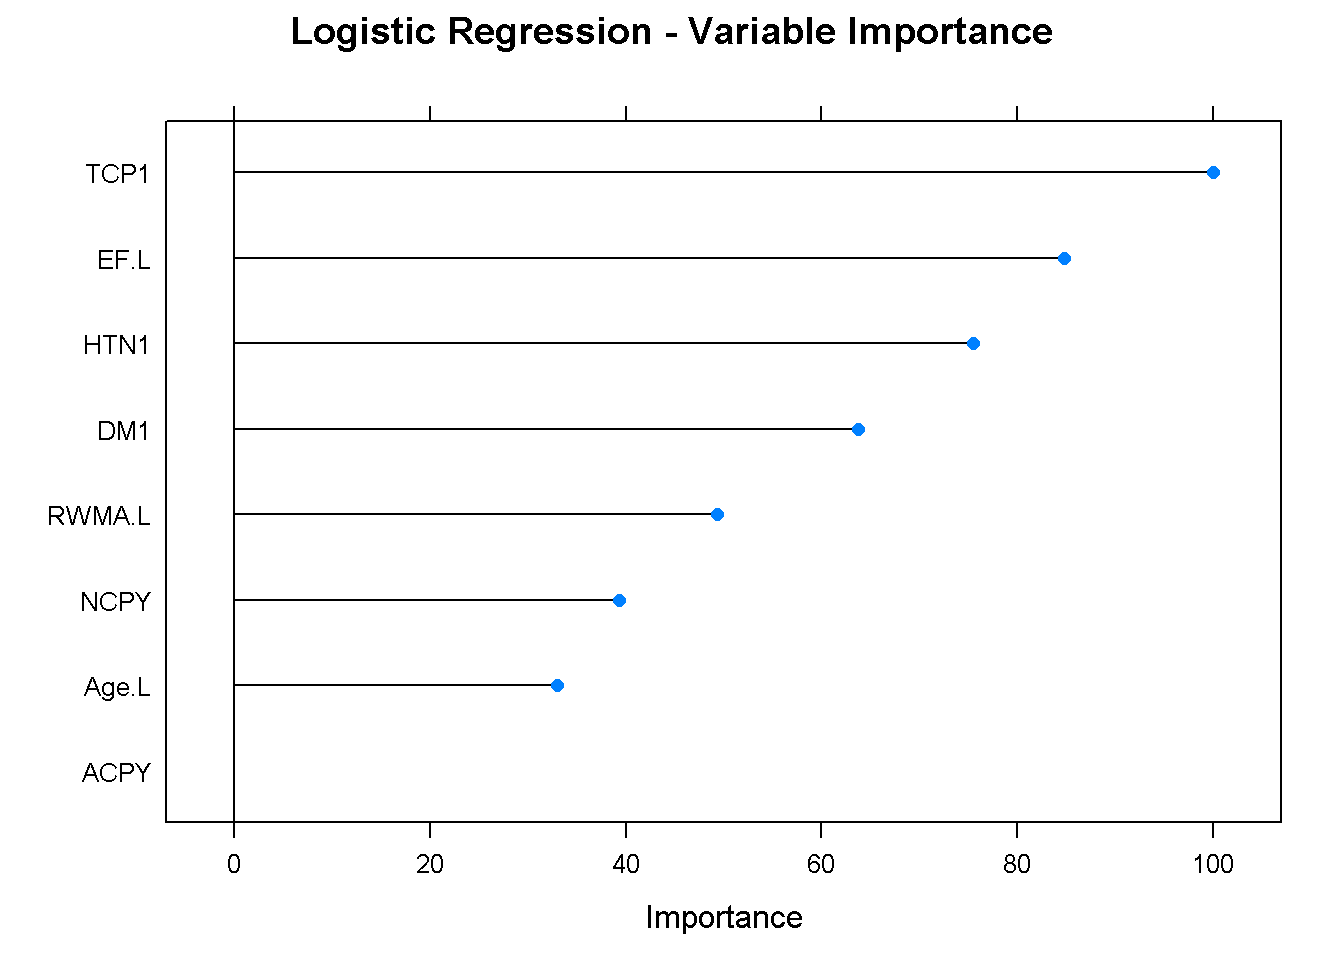 Logistic Regression - Variable Importance
TCP1
EF.L
HTN1
DM1
RWMA.L
NCPY
Age.L
ACPY
0 20 40 60 80 100
Importance